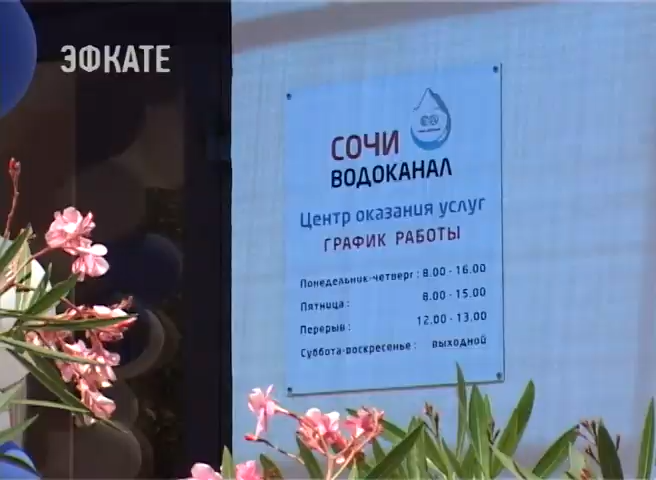 ЭФКАТЕ
СОЧИ
ВОДОКАНАЛ
Центр оказания услуг
ГРАФИК РАБОТЫ
Понедельник-четверг : 8.00 - 16.00
Пятница : 8.00 - 15.00
Перерыв : 12.00 - 13.00
Суббота-воскресенье : выходной